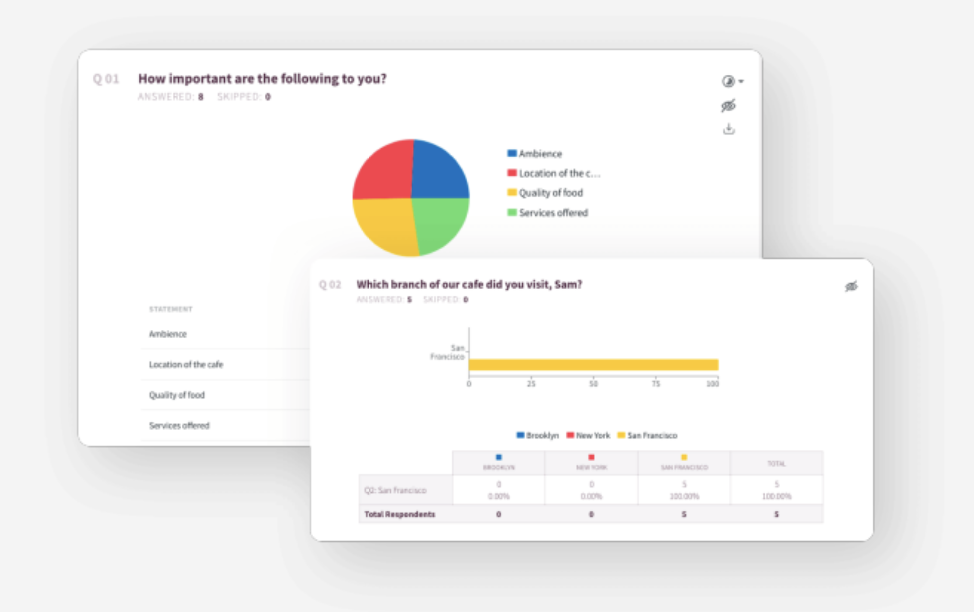 Q 01 How important are the following to you?
ANSWERED: 8 SKIPPED: 0
Ambience
Location of the c...
Quality of food
Services offered
STATEMENT
Ambience
Location of the cafe
Quality of food
Services offered
Q 02 Which branch of our cafe did you visit, Sam?
ANSWERED: 5 SKIPPED: 0
San
Francisco
0 25 50 75 100
Brooklyn New York San Francisco
BROOKLYN NEW YORK SAN FRANCISCO TOTAL
Q2: San Francisco
0 0 5 5
0.00% 0.00% 100.00% 100.00%
Total Respondents 0 0 5 5